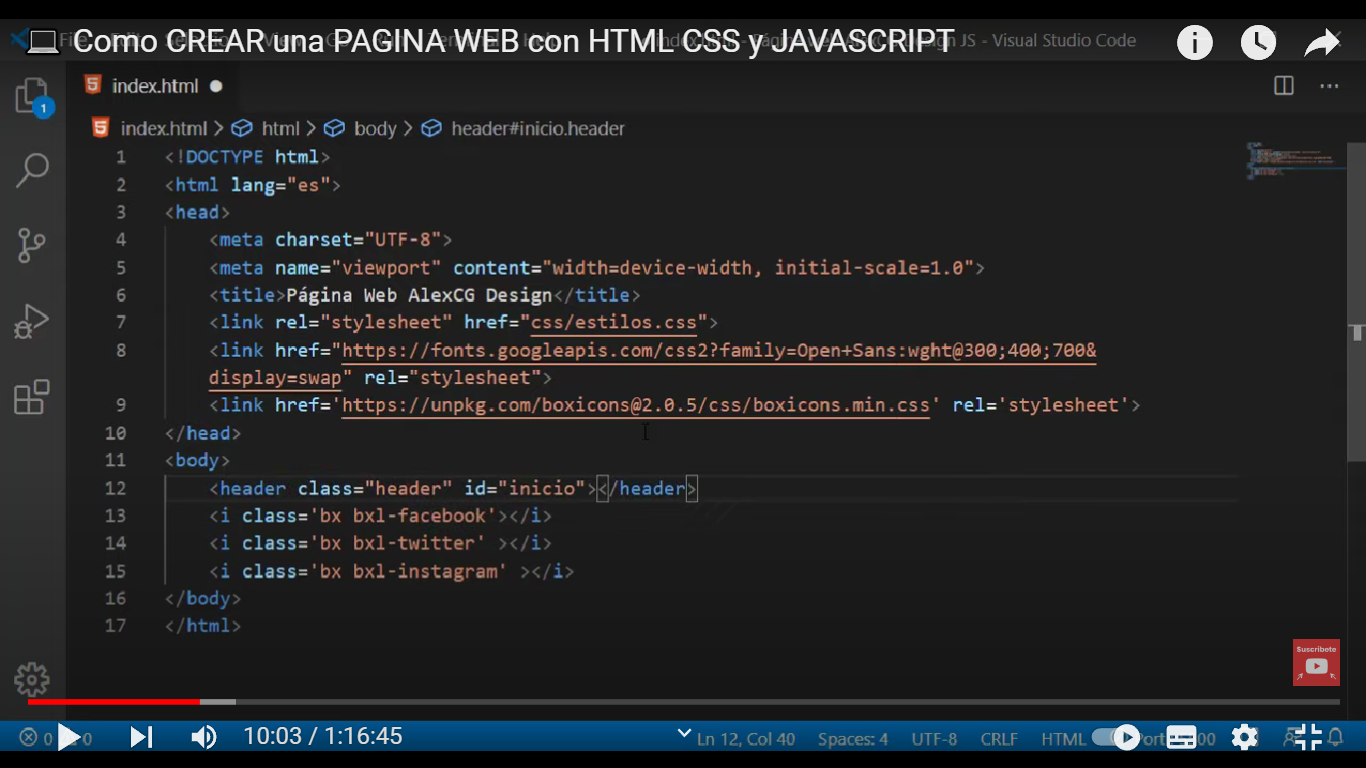 Como CREAR una PAGINA WEB con HTML CSS y JAVASCRIPT
JS - Visual Studio Code
index.html
1
index.html > html > body > header#inicio.header
1 <!DOCTYPE html>
2 <html lang="es">
3 <head>
4 <meta charset="UTF-8">
5 <meta name="viewport" content="width=device-width, initial-scale=1.0">
6 <title>Página Web AlexCG Design</title>
7 <link rel="stylesheet" href="css/estilos.css">
8 <link href="https://fonts.googleapis.com/css2?family=Open+Sans:wght@300;400;700&
display=swap" rel="stylesheet">
9 <link href='https://unpkg.com/boxicons@2.0.5/css/boxicons.min.css' rel='stylesheet'>
10 </head>
11 <body>
12 <header class="header" id="inicio"></header>
13 <i class='bx bxl-facebook'></i>
14 <i class='bx bxl-twitter' ></i>
15 <i class='bx bxl-instagram' ></i>
16 </body>
17 </html>
Suscribete
0 0 10:03 / 1:16:45 Ln 12, Col 40 Spaces: 4 UTF-8 CRLF HTML